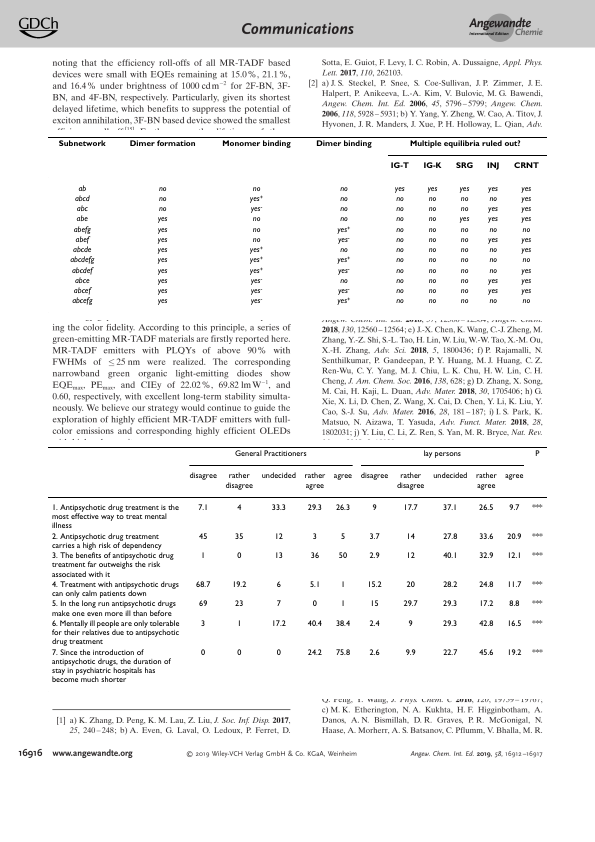 GDCh
Communications
Angewandte
International Edition Chemie
noting that the efficiency roll-offs of all MR-TADF based
devices were small with EQEs remaining at 15.0%, 21.1%,
and 16.4% under brightness of 1000 cd m⁻² for 2F-BN, 3F-
BN, and 4F-BN, respectively. Particularly, given its shortest
delayed lifetime, which benefits to suppress the potential of
exciton annihilation, 3F-BN based device showed the smallest
Sotta, E. Guiot, F. Levy, I. C. Robin, A. Dussaigne, Appl. Phys.
Lett. 2017, 110, 262103.
[2] a) J. S. Steckel, P. Snee, S. Coe-Sullivan, J. P. Zimmer, J. E.
Halpert, P. Anikeeva, L.-A. Kim, V. Bulovic, M. G. Bawendi,
Angew. Chem. Int. Ed. 2006, 45, 5796–5799; Angew. Chem.
2006, 118, 5928–5931; b) Y. Yang, Y. Zheng, W. Cao, A. Titov, J.
Hyvonen, J. R. Manders, J. Xue, P. H. Holloway, L. Qian, Adv.
Subnetwork Dimer formation Monomer binding Dimer binding Multiple equilibria ruled out?
IG-T IG-K SRG INJ CRNT
ab no no no yes yes yes yes yes
abcd no yes⁺ no no no no no yes
abc no yes⁻ no no no no yes yes
abe yes no no no no yes yes yes
abefg yes no yes⁺ no no no no no
abef yes no yes⁻ no no no yes yes
abcde yes yes⁺ no no no no no yes
abcdefg yes yes⁺ yes⁺ no no no no no
abcdef yes yes⁺ yes⁻ no no no no yes
abce yes yes⁻ no no no no yes yes
abcef yes yes⁻ yes⁻ no no no yes yes
abcefg yes yes⁻ yes⁺ no no no no no
ing the color fidelity. According to this principle, a series of
green-emitting MR-TADF materials are firstly reported here.
MR-TADF emitters with PLQYs of above 90% with
FWHMs of ≤25 nm were realized. The corresponding
narrowband green organic light-emitting diodes show
EQEmax, PEmax, and CIEy of 22.02%, 69.82 lm W⁻¹, and
0.60, respectively, with excellent long-term stability simulta-
neously. We believe our strategy would continue to guide the
exploration of highly efficient MR-TADF emitters with full-
color emissions and corresponding highly efficient OLEDs
2018, 130, 12560–12564; e) J.-X. Chen, K. Wang, C.-J. Zheng, M.
Zhang, Y.-Z. Shi, S.-L. Tao, H. Lin, W. Liu, W.-W. Tao, X.-M. Ou,
X.-H. Zhang, Adv. Sci. 2018, 5, 1800436; f) P. Rajamalli, N.
Senthilkumar, P. Gandeepan, P. Y. Huang, M. J. Huang, C. Z.
Ren-Wu, C. Y. Yang, M. J. Chiu, L. K. Chu, H. W. Lin, C. H.
Cheng, J. Am. Chem. Soc. 2016, 138, 628; g) D. Zhang, X. Song,
M. Cai, H. Kaji, L. Duan, Adv. Mater. 2018, 30, 1705406; h) G.
Xie, X. Li, D. Chen, Z. Wang, X. Cai, D. Chen, Y. Li, K. Liu, Y.
Cao, S.-J. Su, Adv. Mater. 2016, 28, 181–187; i) I. S. Park, K.
Matsuo, N. Aizawa, T. Yasuda, Adv. Funct. Mater. 2018, 28,
1802031; j) Y. Liu, C. Li, Z. Ren, S. Yan, M. R. Bryce, Nat. Rev.
General Practitioners lay persons P
disagree rather disagree undecided rather agree agree disagree rather disagree undecided rather agree agree
1. Antipsychotic drug treatment is the 7.1 4 33.3 29.3 26.3 9 17.7 37.1 26.5 9.7 ***
most effective way to treat mental
illness
2. Antipsychotic drug treatment 45 35 12 3 5 3.7 14 27.8 33.6 20.9 ***
carries a high risk of dependency
3. The benefits of antipsychotic drug 1 0 13 36 50 2.9 12 40.1 32.9 12.1 ***
treatment far outweighs the risk
associated with it
4. Treatment with antipsychotic drugs 68.7 19.2 6 5.1 1 15.2 20 28.2 24.8 11.7 ***
can only calm patients down
5. In the long run antipsychotic drugs 69 23 7 0 1 15 29.7 29.3 17.2 8.8 ***
make one even more ill than before
6. Mentally ill people are only tolerable 3 1 17.2 40.4 38.4 2.4 9 29.3 42.8 16.5 ***
for their relatives due to antipsychotic
drug treatment
7. Since the introduction of 0 0 0 24.2 75.8 2.6 9.9 22.7 45.6 19.2 ***
antipsychotic drugs, the duration of
stay in psychiatric hospitals has
become much shorter
[1] a) K. Zhang, D. Peng, K. M. Lau, Z. Liu, J. Soc. Inf. Disp. 2017,
25, 240–248; b) A. Even, G. Laval, O. Ledoux, P. Ferret, D.
c) M. K. Etherington, N. A. Kukhta, H. F. Higginbotham, A.
Danos, A. N. Bismillah, D. R. Graves, P. R. McGonigal, N.
Haase, A. Morherr, A. S. Batsanov, C. Pflumm, V. Bhalla, M. R.
16916 www.angewandte.org © 2019 Wiley-VCH Verlag GmbH & Co. KGaA, Weinheim Angew. Chem. Int. Ed. 2019, 58, 16912–16917